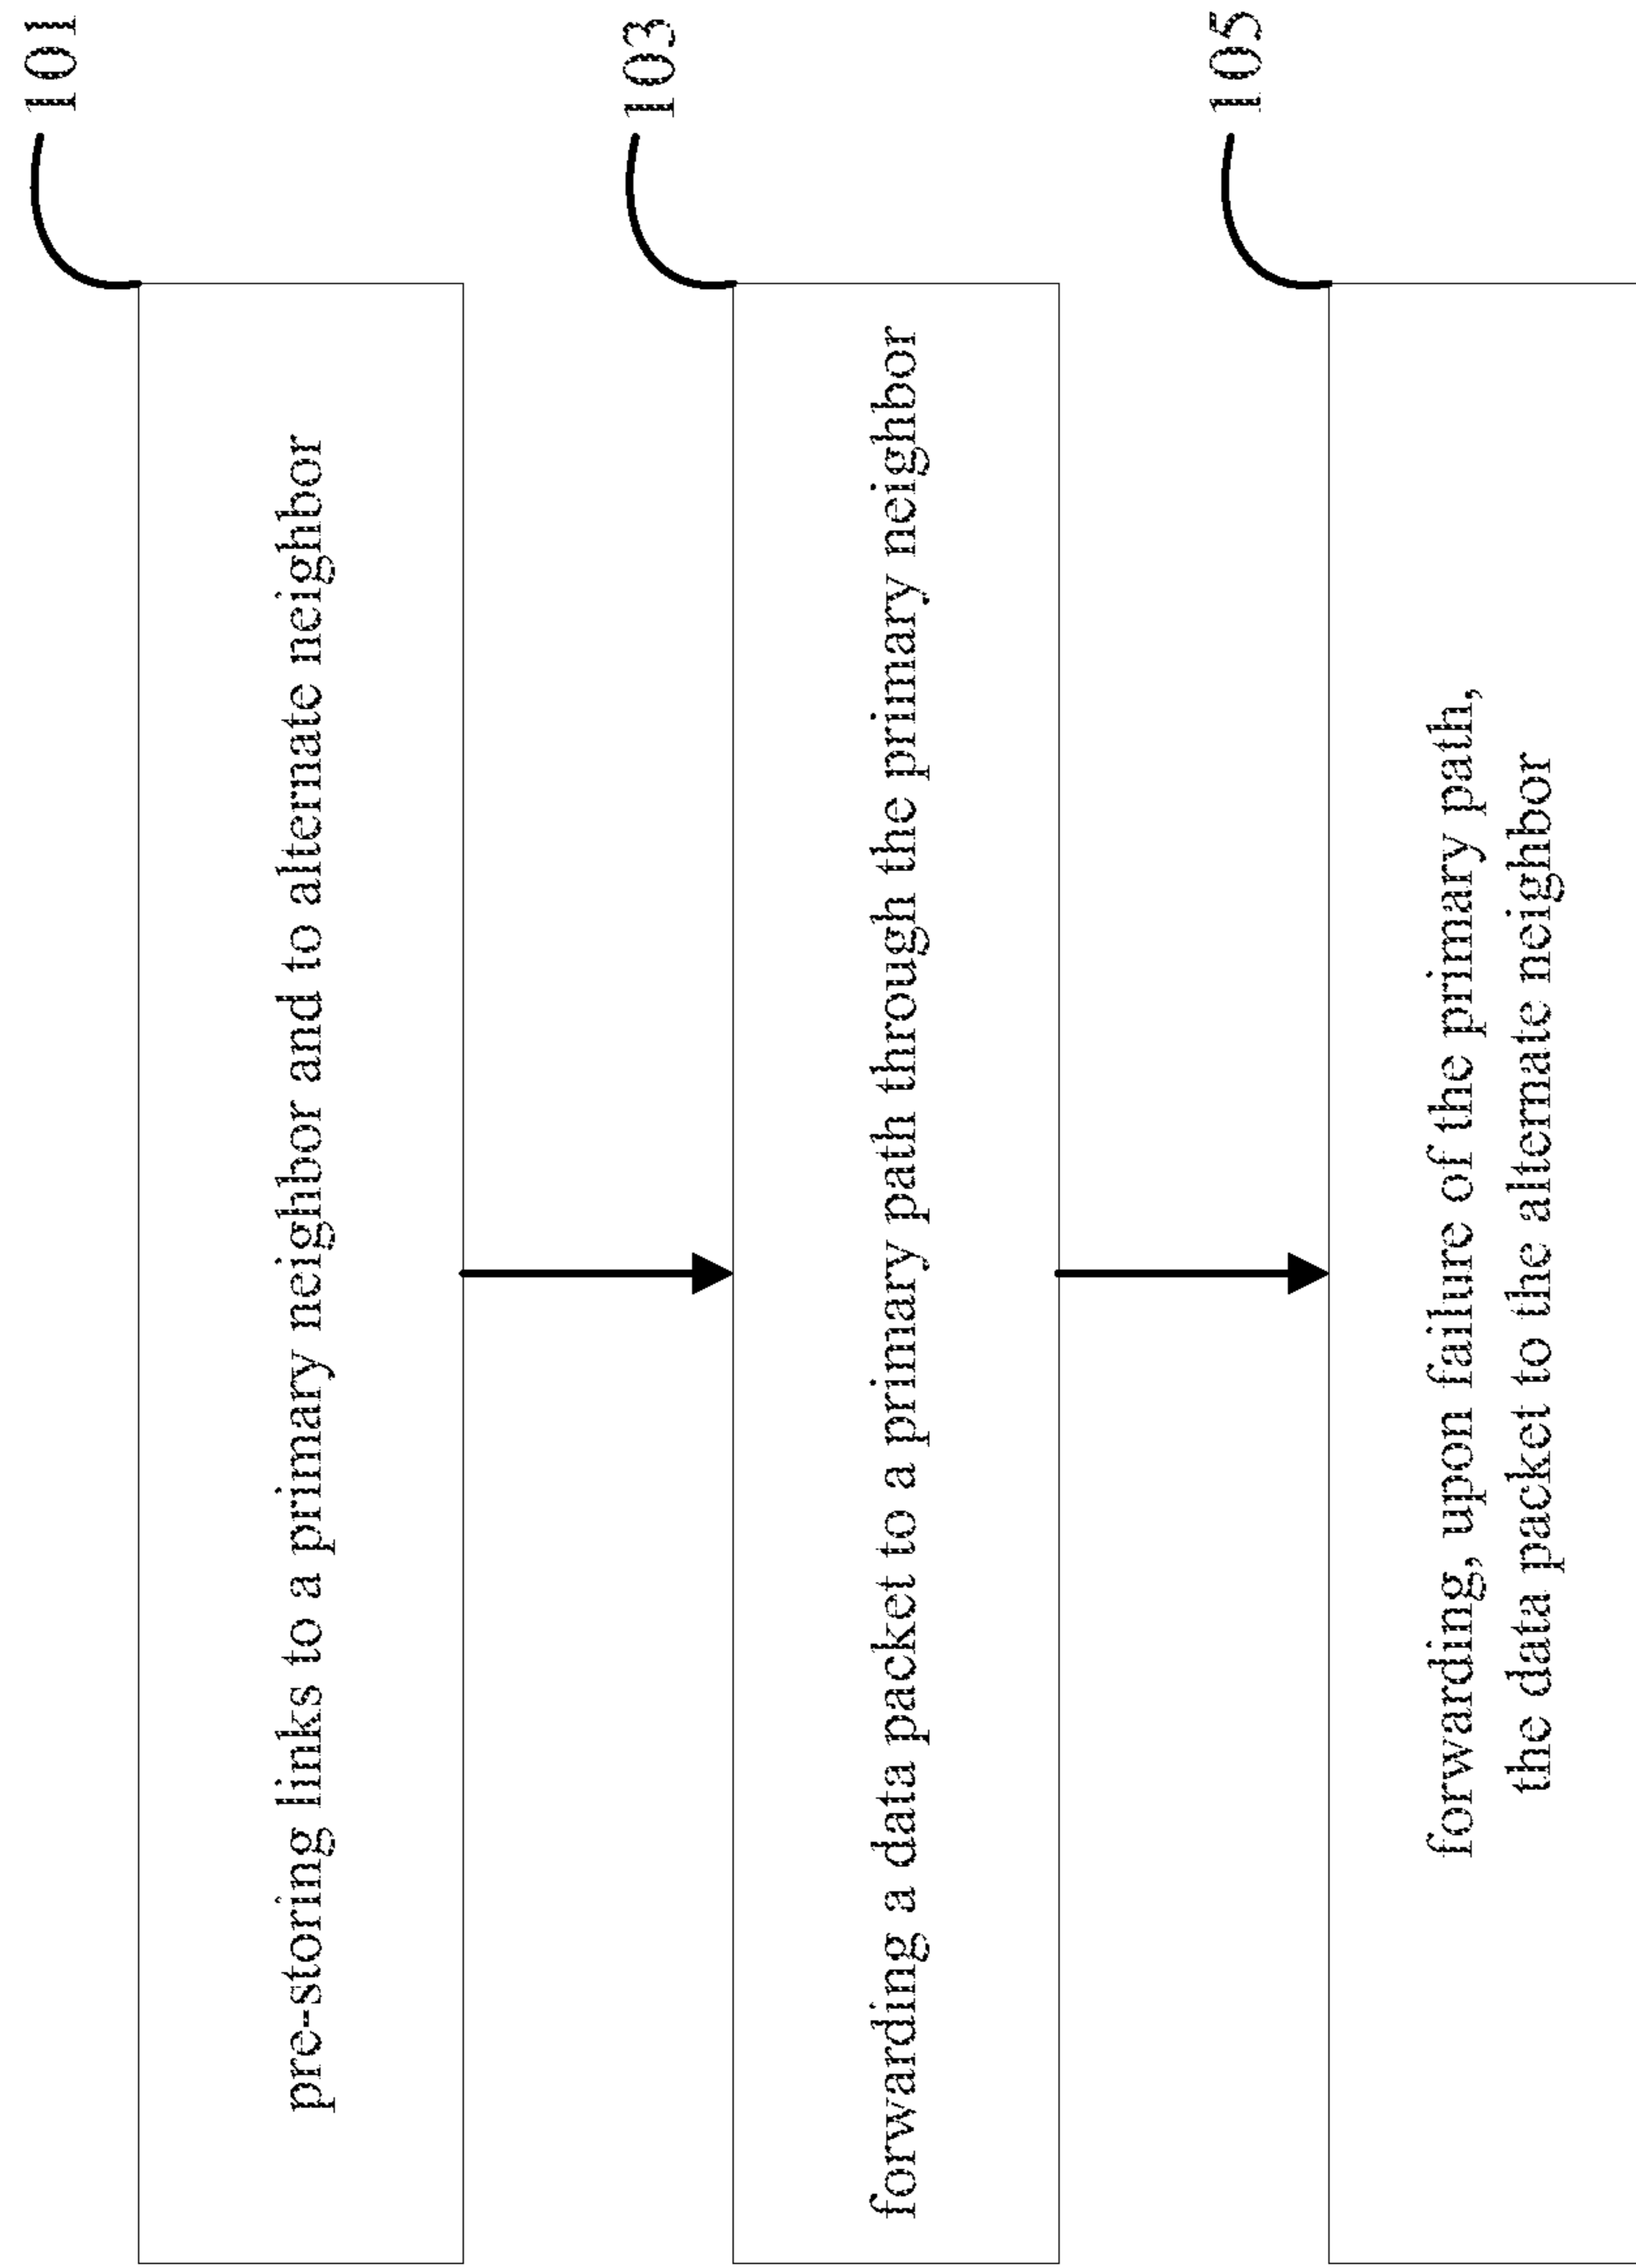 101
pre-storing links to a primary neighbor and to alternate neighbor
103
forwarding a data packet to a primary path through the primary neighbor
105
forwarding, upon failure of the primary path,
the data packet to the alternate neighbor